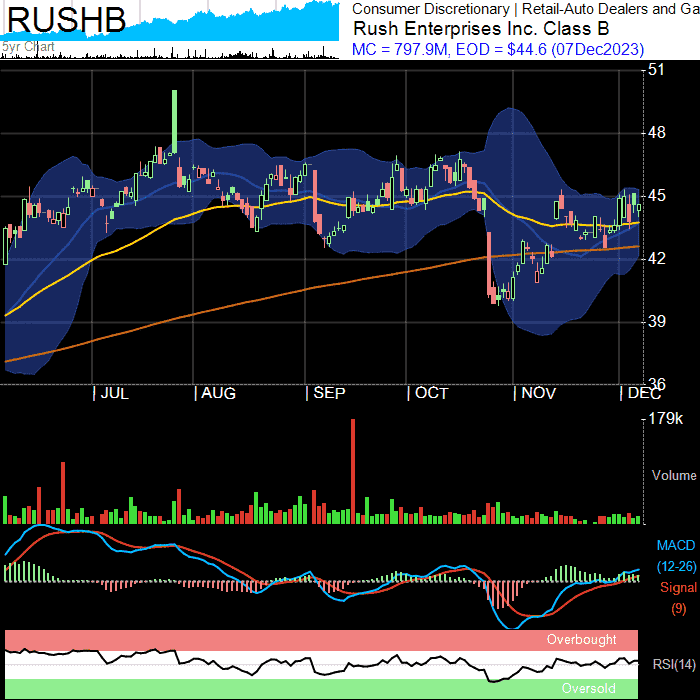 RUSHB
5yr Chart
Consumer Discretionary | Retail-Auto Dealers and Ga
Rush Enterprises Inc. Class B
MC = 797.9M, EOD = $44.6 (07Dec2023)
51
48
45
42
39
36
| JUL | AUG | SEP | OCT | NOV | DEC
179k
Volume
MACD
(12-26)
Signal
(9)
Overbought
RSI(14)
Oversold